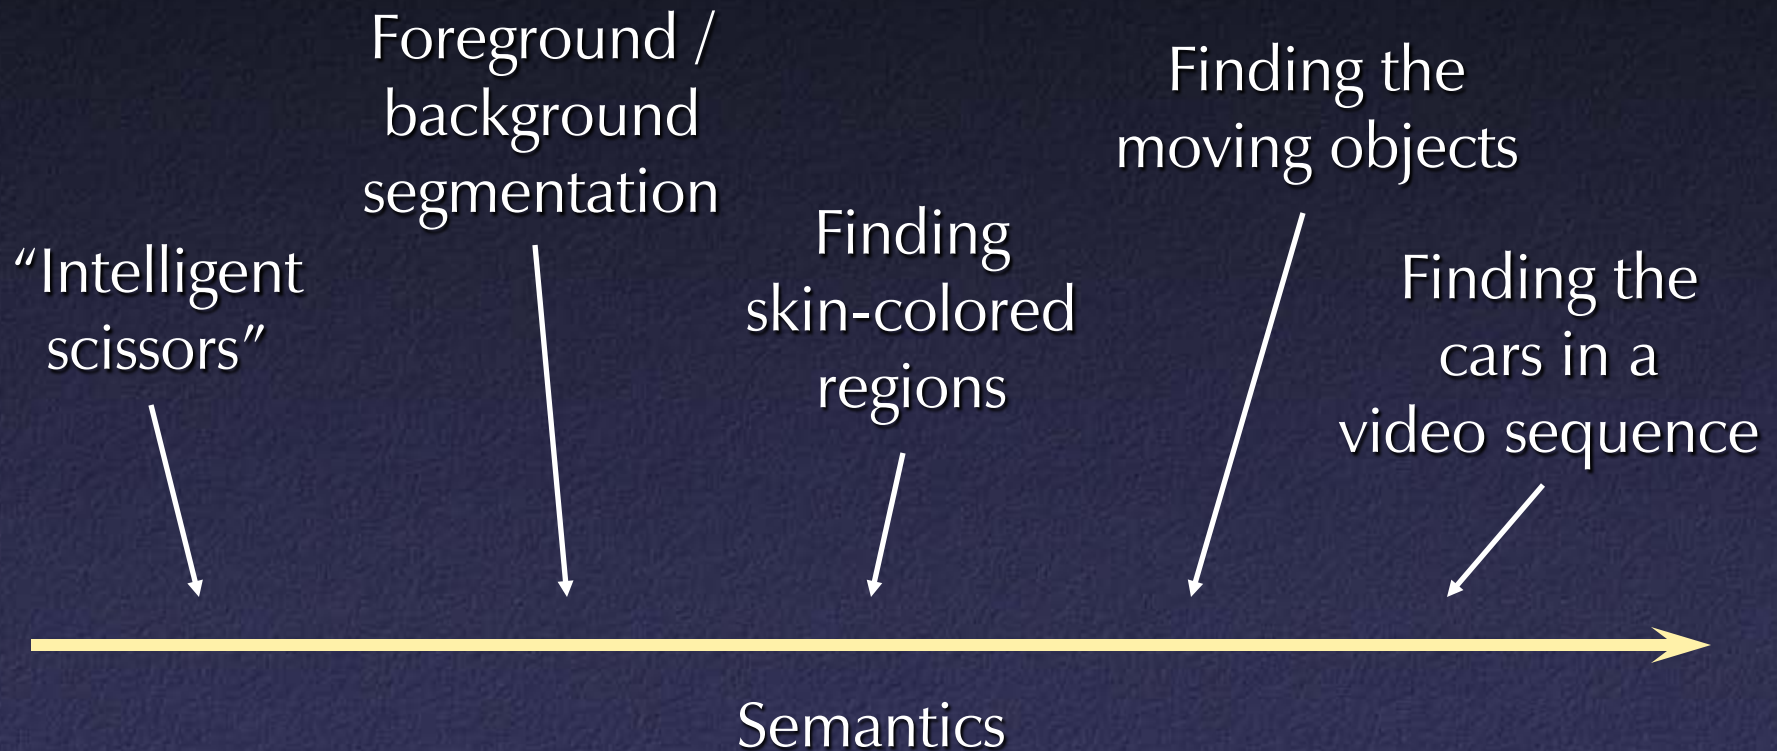 “Intelligent
scissors”
Foreground /
background
segmentation
Finding
skin-colored
regions
Finding the
moving objects
Finding the
cars in a
video sequence
Semantics